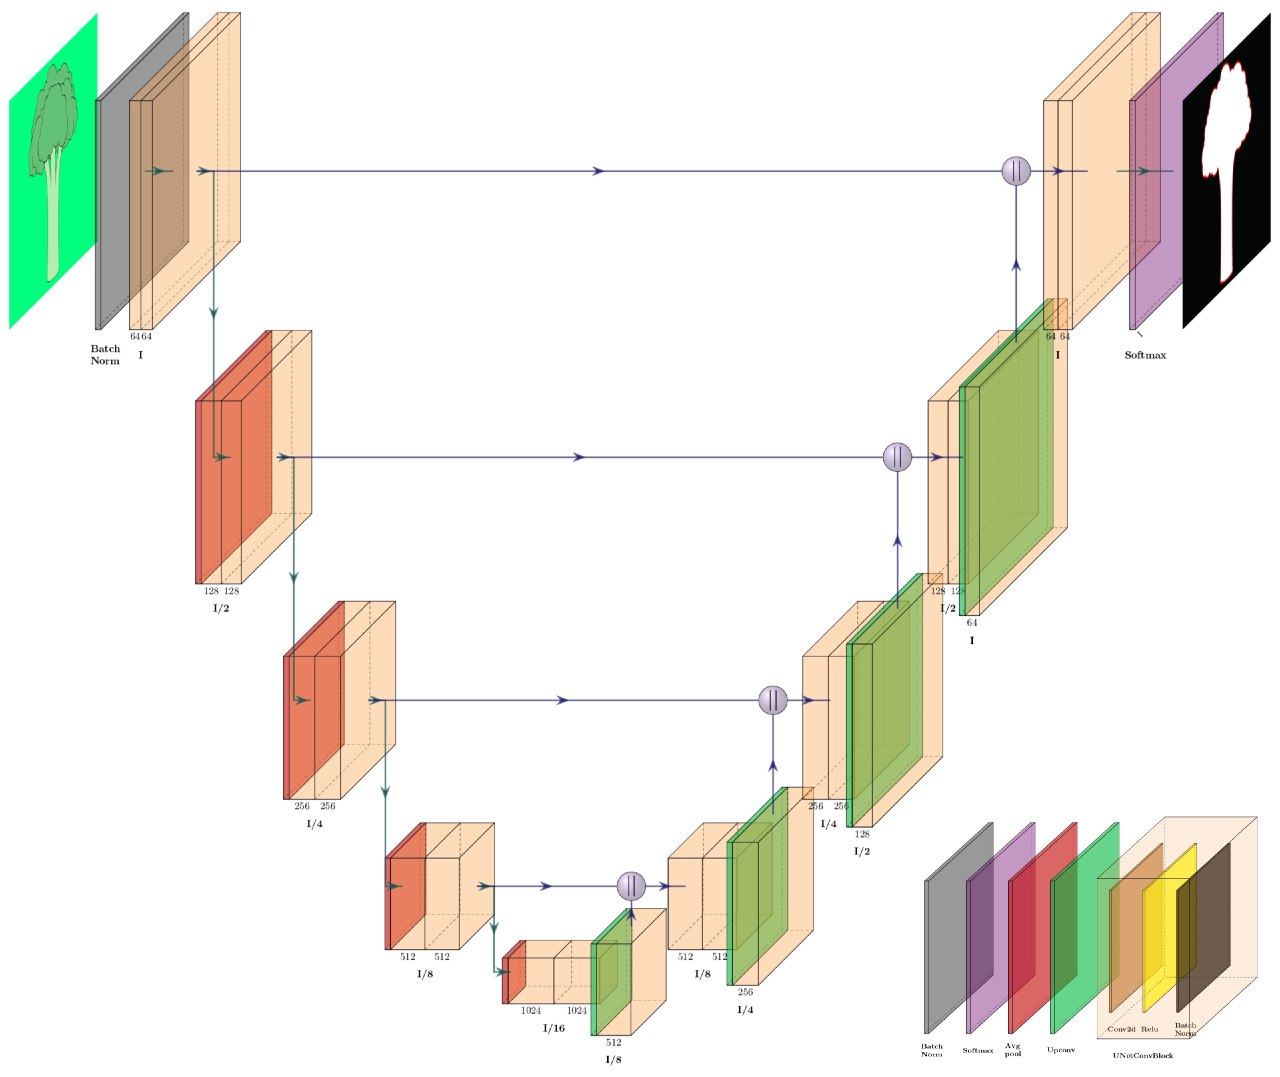 64 64
Batch
Norm
I
64 64
I
I
Softmax
128 128
I/2
128 128
I/2
64
I
256 256
I/4
256 256
I/4
128
I/2
512 512
I/8
512 512
I/8
256
I/4
1024 1024
I/16
512
I/8
Conv2d Relu Batch
Norm
Batch
Norm
Softmax
Avg
pool
Upconv
UNetConvBlock